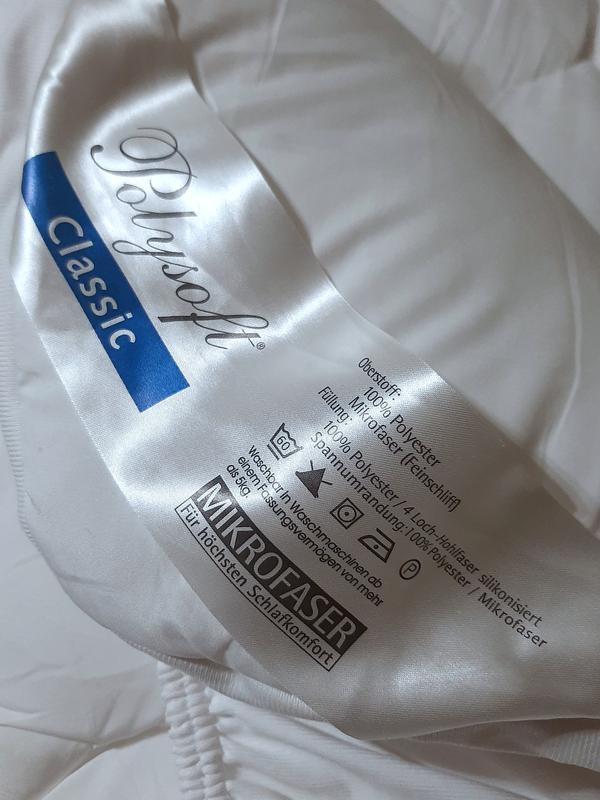 Polysoft®
Classic
Oberstoff:
100% Polyester
Mikrofaser (Feinschliff)
Füllung:
100% Polyester / 4 Loch-Hohlfaser silikonisiert
Spannumrandung: 100% Polyester / Mikrofaser
60
P
Waschbar in Waschmaschinen ab
einem Fassungsvermögen von mehr
als 5kg.
MIKROFASER
Für höchsten Schlafkomfort